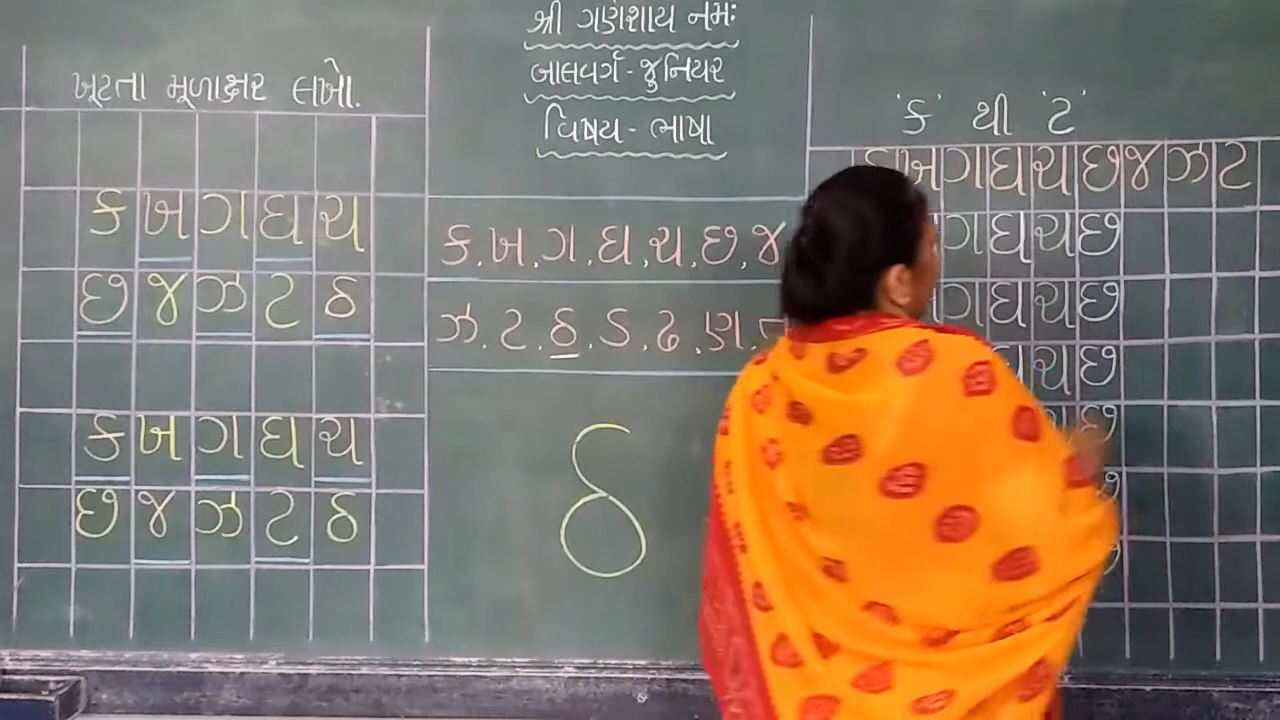 શ્રી ગણેશાય નમઃ
બાલવર્ગ - જુનિયર
વિષય - ભાષા
ખૂટતા મૂળાક્ષર લખો.
ક ખ ગ ઘ ચ
છ જ ઝ ટ ઠ
ક ખ ગ ઘ ચ
છ જ ઝ ટ ઠ
ક . ખ . ગ . ઘ , ચ , છ , જ
ઝ . ટ . ઠ . ડ . ઢ . ણ .
ઠ
'ક' થી 'ટ'
ખ ગ ઘ ચ છ જ ઝ ટ
ગ ઘ ચ છ
ગ ઘ ચ છ
ઘ ચ છ
ચ છ